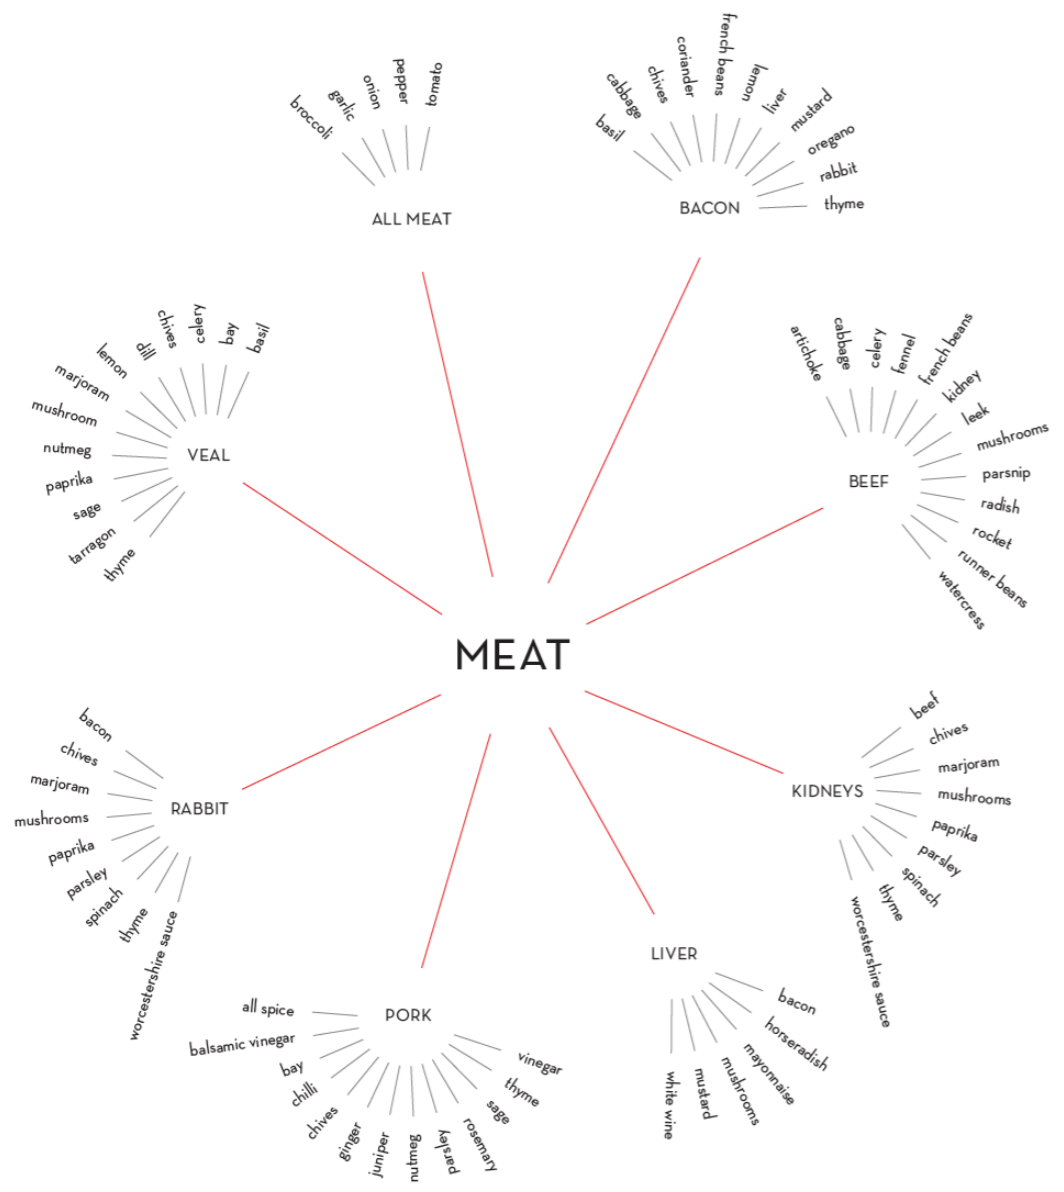 MEAT
ALL MEAT
broccoli
garlic
onion
pepper
tomato
BACON
basil
cabbage
chives
coriander
french beans
lemon
liver
mustard
oregano
rabbit
thyme
BEEF
artichoke
cabbage
celery
fennel
french beans
kidney
leek
mushrooms
parsnip
radish
rocket
runner beans
watercress
KIDNEYS
beef
chives
marjoram
mushrooms
paprika
parsley
spinach
thyme
worcestershire sauce
LIVER
bacon
horseradish
mayonnaise
mushrooms
mustard
white wine
PORK
vinegar
thyme
sage
rosemary
parsley
nutmeg
juniper
ginger
chives
chilli
bay
balsamic vinegar
all spice
RABBIT
worcestershire sauce
thyme
spinach
parsley
paprika
mushrooms
marjoram
chives
bacon
VEAL
thyme
tarragon
sage
paprika
nutmeg
mushroom
marjoram
lemon
dill
chives
celery
bay
basil